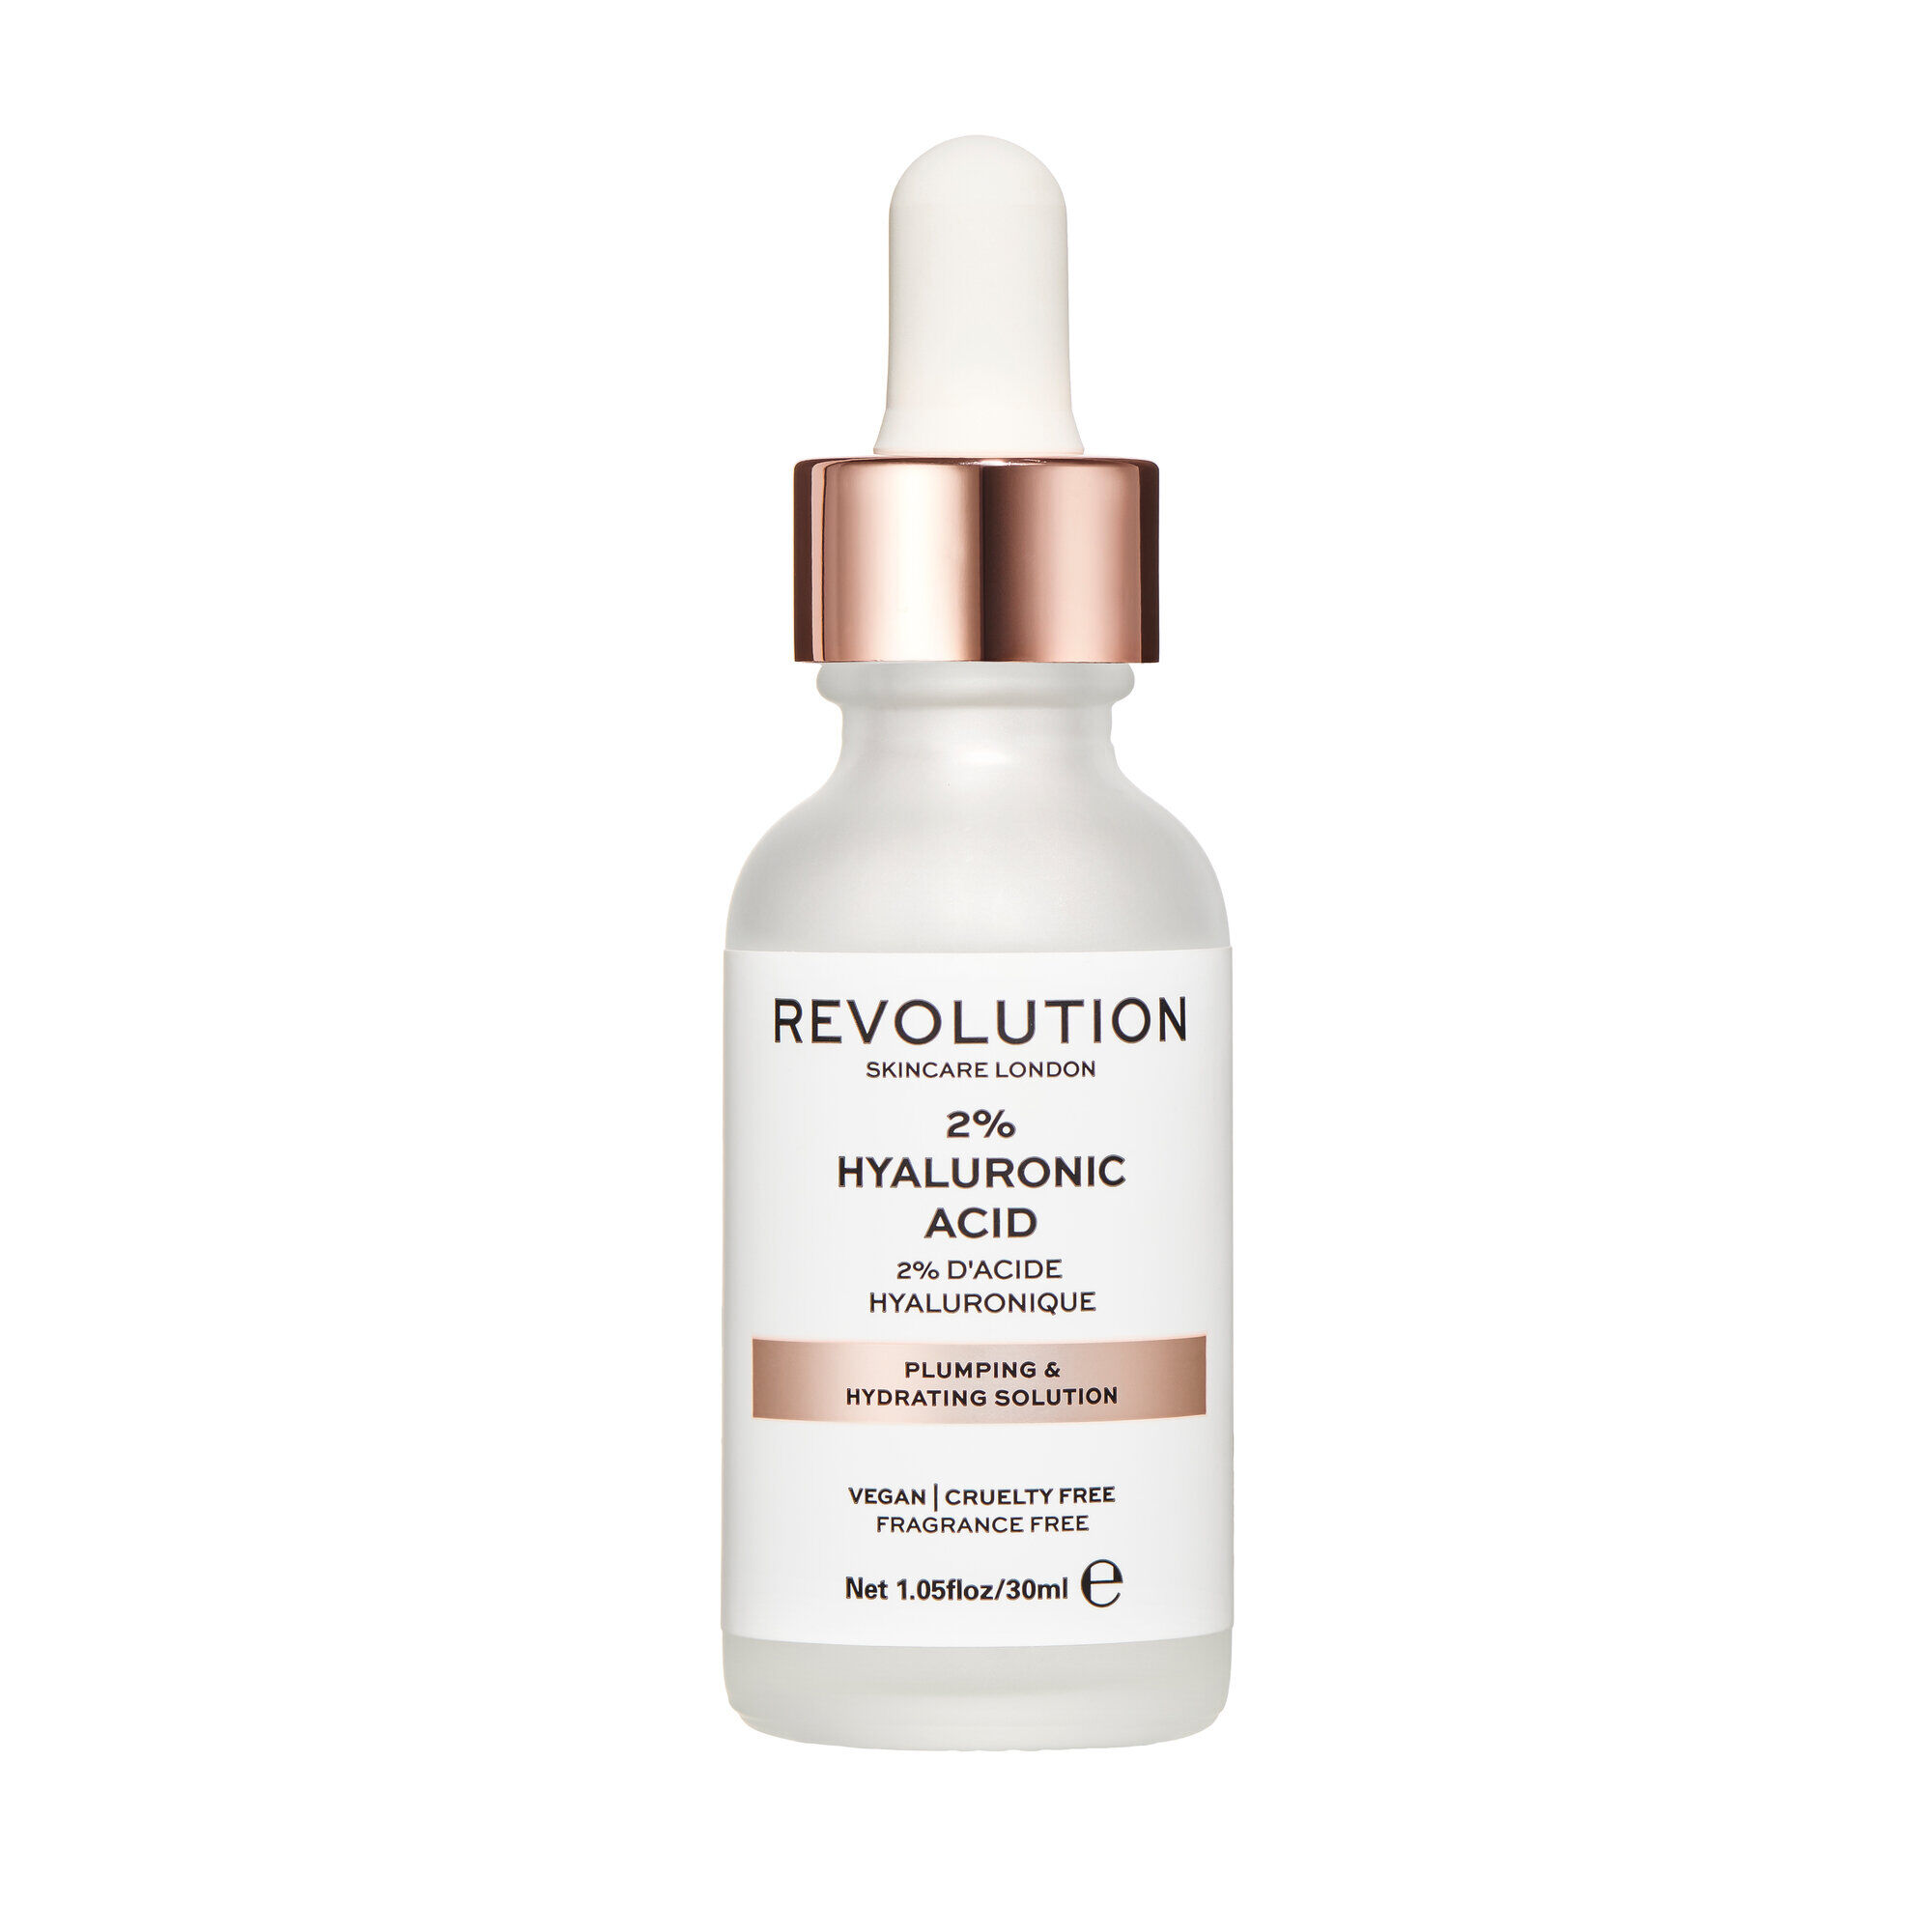 REVOLUTION
SKINCARE LONDON
2%
HYALURONIC
ACID
2% D'ACIDE
HYALURONIQUE
PLUMPING &
HYDRATING SOLUTION
VEGAN | CRUELTY FREE
FRAGRANCE FREE
Net 1.05floz/30ml ℮